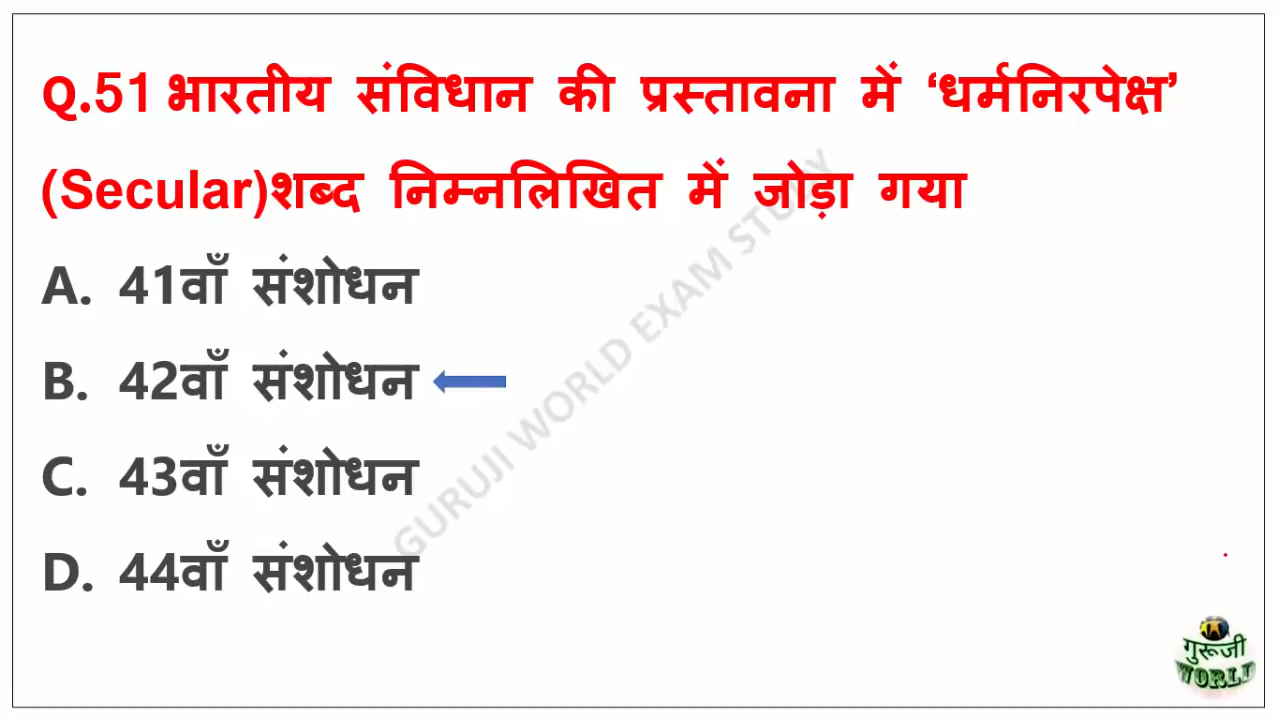 Q.51 भारतीय संविधान की प्रस्तावना में ‘धर्मनिरपेक्ष’
(Secular)शब्द निम्नलिखित में जोड़ा गया
A. 41वाँ संशोधन
B. 42वाँ संशोधन
C. 43वाँ संशोधन
D. 44वाँ संशोधन
GURUJI WORLD EXAM STUDY
गुरूजी
WORLD